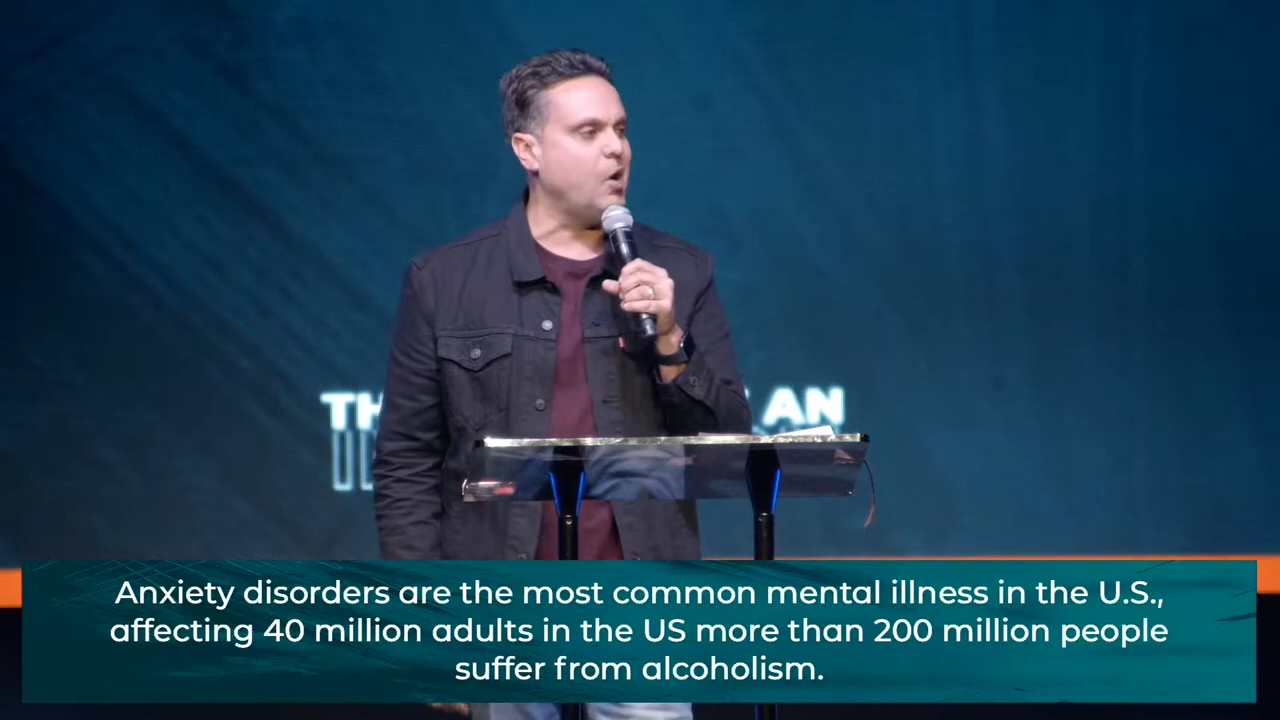 AN
Anxiety disorders are the most common mental illness in the U.S.,
affecting 40 million adults in the US more than 200 million people
suffer from alcoholism.